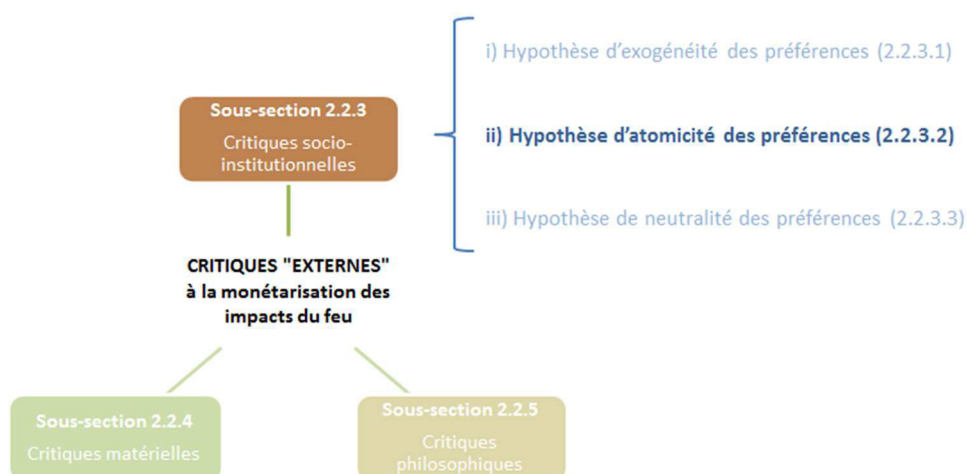 i) Hypothèse d'exogénéité des préférences (2.2.3.1)
Sous-section 2.2.3
Critiques socio-
institutionnelles
ii) Hypothèse d'atomicité des préférences (2.2.3.2)
iii) Hypothèse de neutralité des préférences (2.2.3.3)
CRITIQUES "EXTERNES"
à la monétarisation des
impacts du feu
Sous-section 2.2.4
Critiques matérielles
Sous-section 2.2.5
Critiques
philosophiques